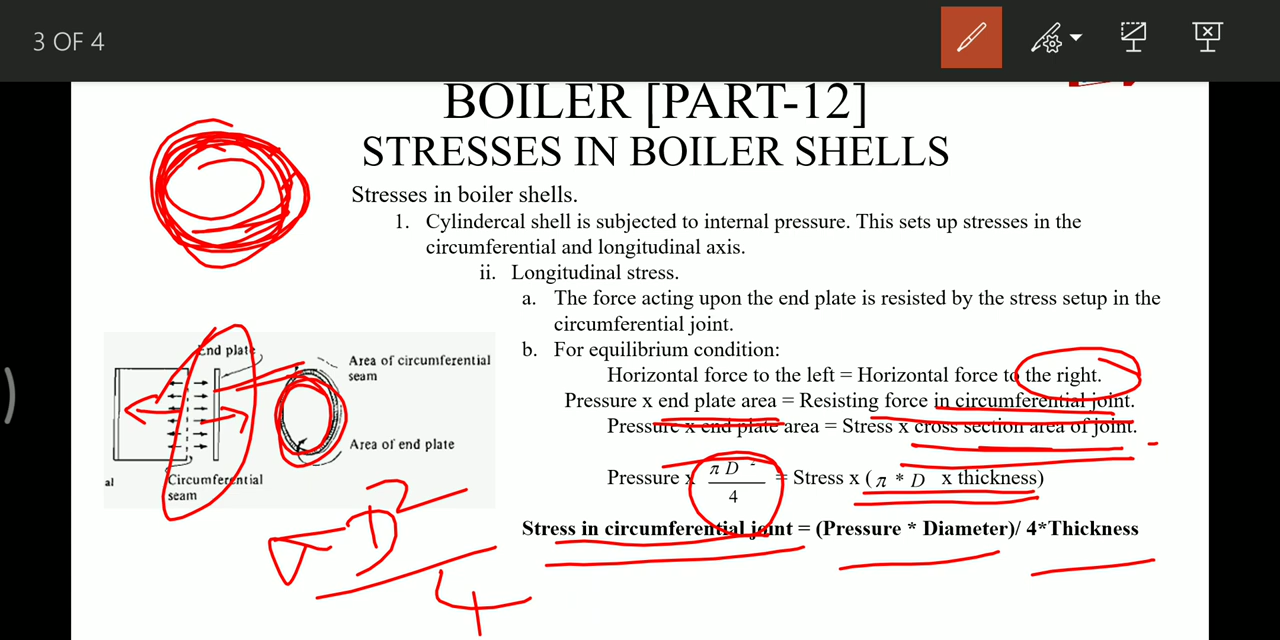 3 OF 4
BOILER [PART-12]
STRESSES IN BOILER SHELLS
Stresses in boiler shells.
1. Cylindercal shell is subjected to internal pressure. This sets up stresses in the
circumferential and longitudinal axis.
ii. Longitudinal stress.
a. The force acting upon the end plate is resisted by the stress setup in the
circumferential joint.
b. For equilibrium condition:
Horizontal force to the left = Horizontal force to the right.
Pressure x end plate area = Resisting force in circumferential joint.
Pressure x end plate area = Stress x cross section area of joint.
Pressure x π D ² / 4 = Stress x ( π * D x thickness)
Stress in circumferential joint = (Pressure * Diameter)/ 4*Thickness
End plate
Area of circumferential
seam
Area of end plate
al
Circumferential
seam
π D²
4